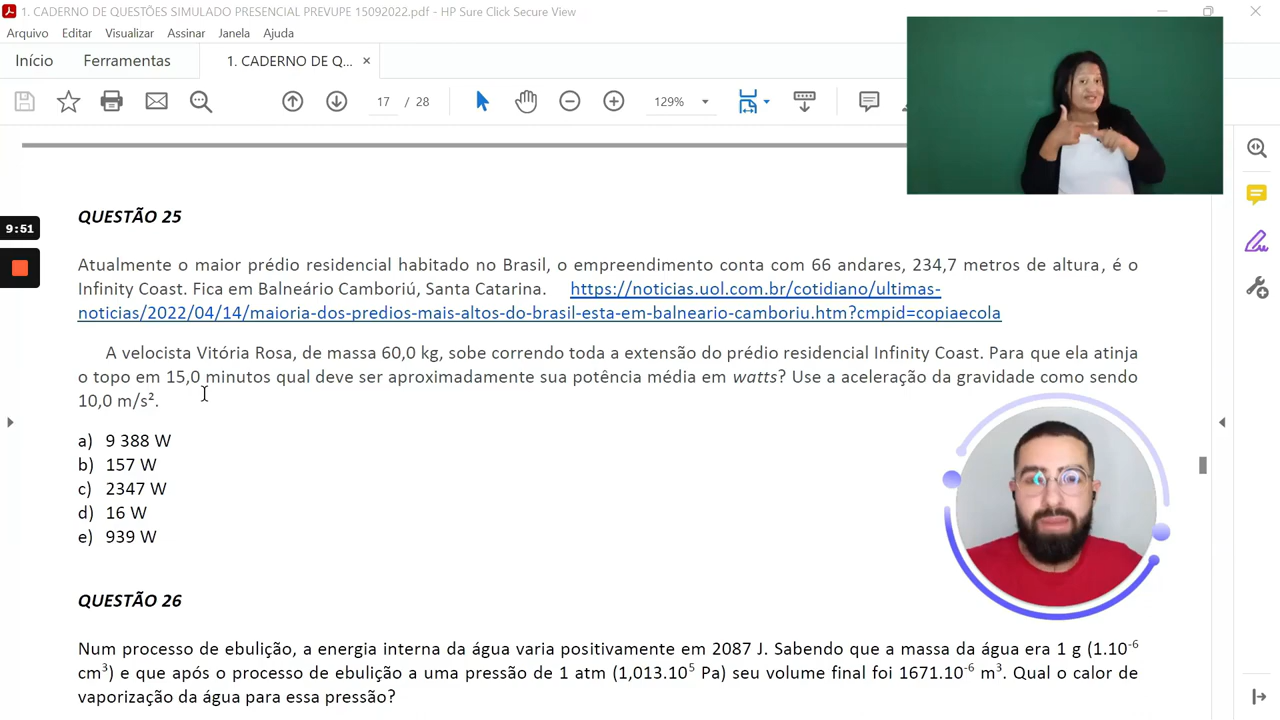 1. CADERNO DE QUESTÕES SIMULADO PRESENCIAL PREVUPE 15092022.pdf - HP Sure Click Secure View
Arquivo Editar Visualizar Assinar Janela Ajuda
Início Ferramentas 1. CADERNO DE Q... ×
17 / 28 129%
QUESTÃO 25
9:51
Atualmente o maior prédio residencial habitado no Brasil, o empreendimento conta com 66 andares, 234,7 metros de altura, é o
Infinity Coast. Fica em Balneário Camboriú, Santa Catarina. https://noticias.uol.com.br/cotidiano/ultimas-
noticias/2022/04/14/maioria-dos-predios-mais-altos-do-brasil-esta-em-balneario-camboriu.htm?cmpid=copiaecola
A velocista Vitória Rosa, de massa 60,0 kg, sobe correndo toda a extensão do prédio residencial Infinity Coast. Para que ela atinja
o topo em 15,0 minutos qual deve ser aproximadamente sua potência média em watts? Use a aceleração da gravidade como sendo
10,0 m/s².
a) 9 388 W
b) 157 W
c) 2347 W
d) 16 W
e) 939 W
QUESTÃO 26
Num processo de ebulição, a energia interna da água varia positivamente em 2087 J. Sabendo que a massa da água era 1 g (1.10⁻⁶
cm³) e que após o processo de ebulição a uma pressão de 1 atm (1,013.10⁵ Pa) seu volume final foi 1671.10⁻⁶ m³. Qual o calor de
vaporização da água para essa pressão?